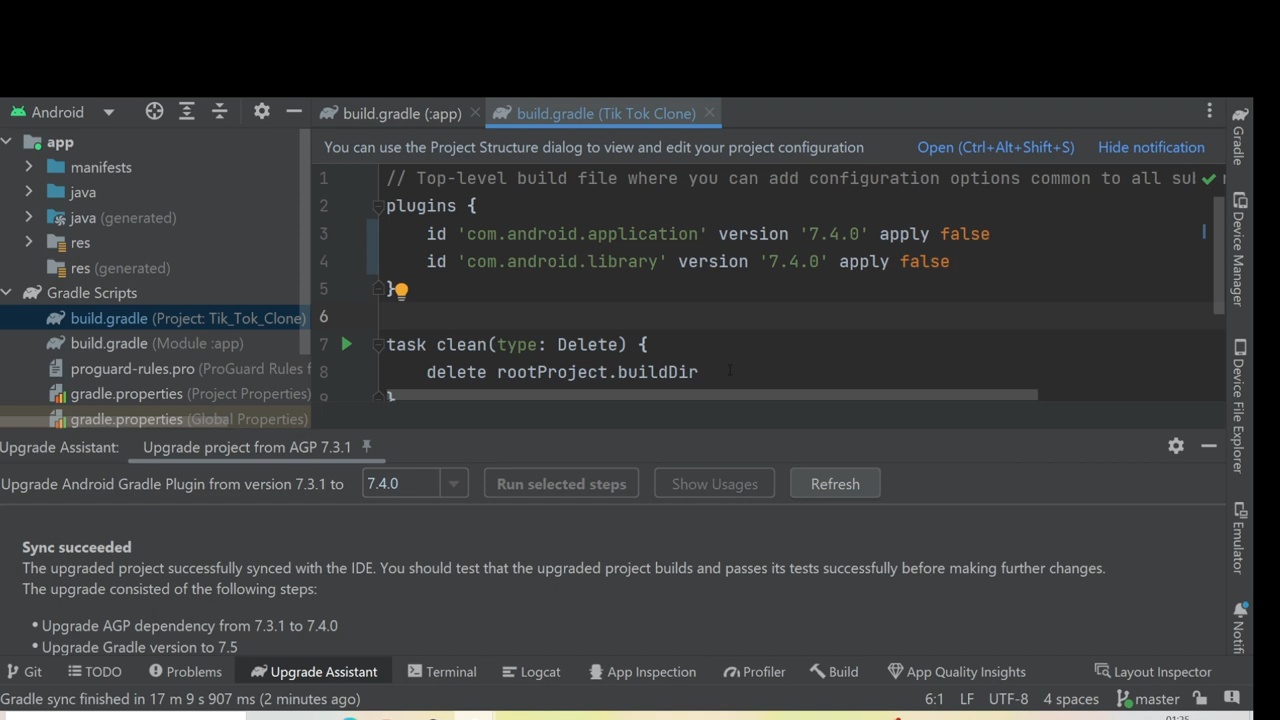 Android
build.gradle (:app)
build.gradle (Tik Tok Clone)
app
manifests
java
java (generated)
res
res (generated)
Gradle Scripts
build.gradle (Project: Tik_Tok_Clone)
build.gradle (Module :app)
proguard-rules.pro (ProGuard Rules f
gradle.properties (Project Properties)
gradle.properties (Global Properties)
You can use the Project Structure dialog to view and edit your project configuration
Open (Ctrl+Alt+Shift+S)
Hide notification
1 // Top-level build file where you can add configuration options common to all sub
2 plugins {
3 id 'com.android.application' version '7.4.0' apply false
4 id 'com.android.library' version '7.4.0' apply false
5 }
6
7 task clean(type: Delete) {
8 delete rootProject.buildDir
9 }
Gradle
Device Manager
Device File Explorer
Emulator
Notifi
Upgrade Assistant:
Upgrade project from AGP 7.3.1
Upgrade Android Gradle Plugin from version 7.3.1 to
7.4.0
Run selected steps
Show Usages
Refresh
Sync succeeded
The upgraded project successfully synced with the IDE. You should test that the upgraded project builds and passes its tests successfully before making further changes.
The upgrade consisted of the following steps:
• Upgrade AGP dependency from 7.3.1 to 7.4.0
• Upgrade Gradle version to 7.5
Git
TODO
Problems
Upgrade Assistant
Terminal
Logcat
App Inspection
Profiler
Build
App Quality Insights
Layout Inspector
Gradle sync finished in 17 m 9 s 907 ms (2 minutes ago)
6:1
LF
UTF-8
4 spaces
master